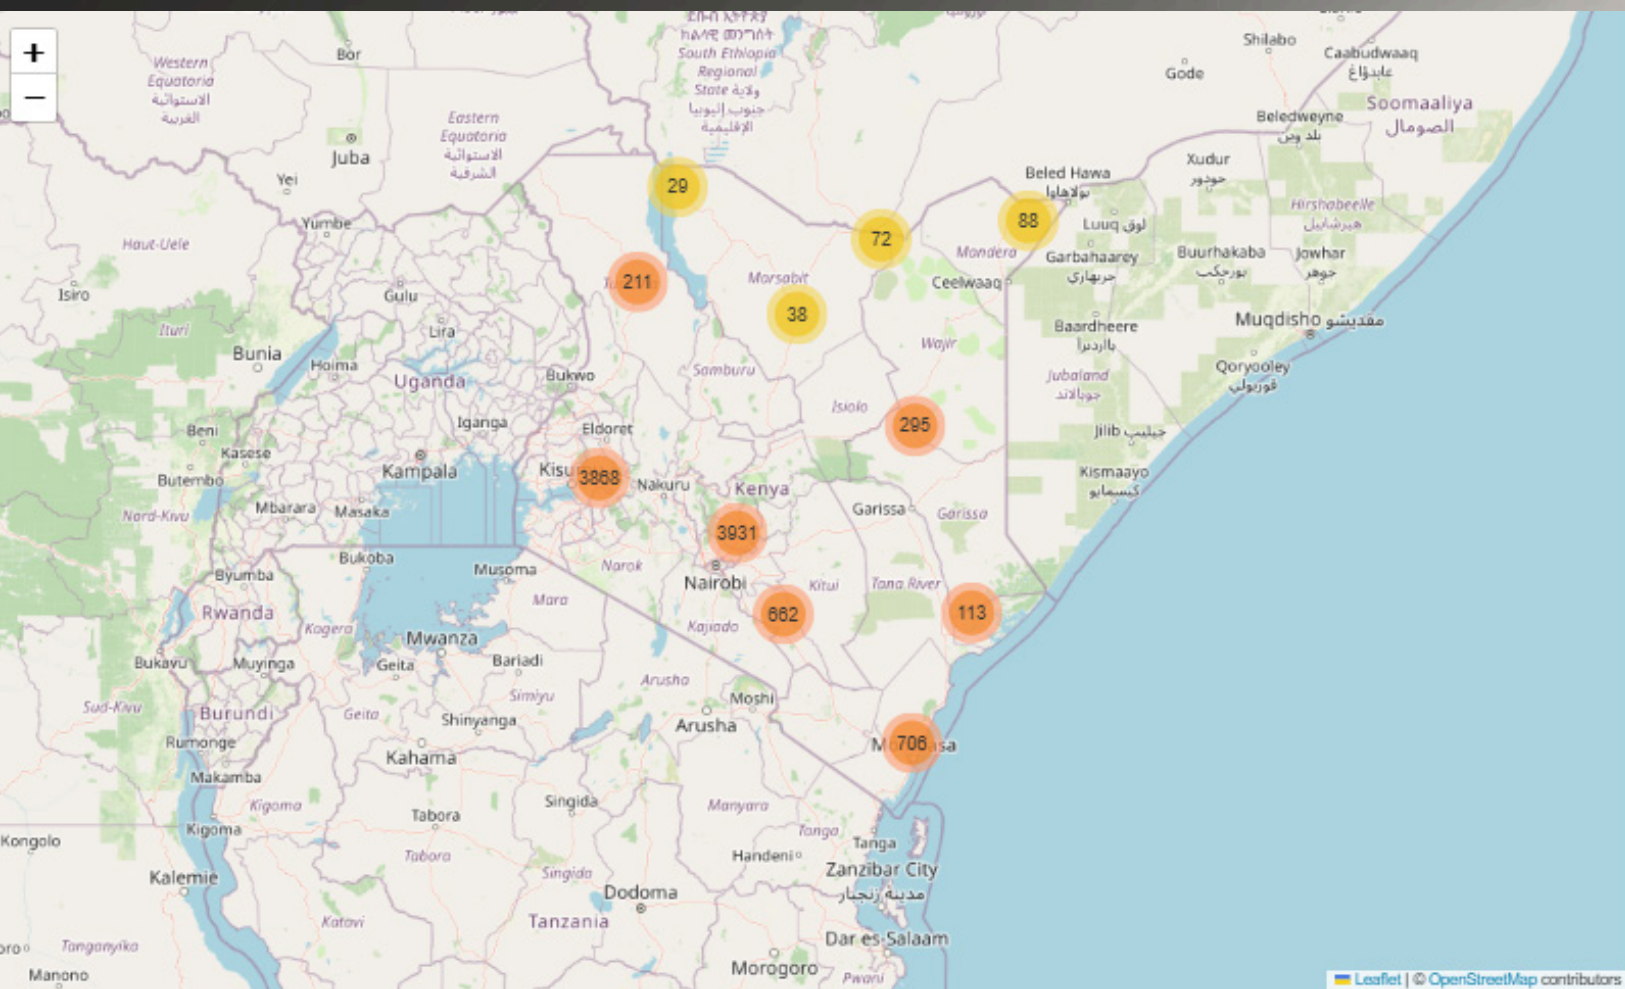 +
−
Western
Equatoria
الاستوائية
الغربية
Bor
ክልላዊ መንግስት
South Ethiopia
Regional
State ولاية
جنوب إثيوبيا
الإقليمية
Shilabo
Caabudwaaq
عابدؤاغ
Gode
Soomaaliya
الصومال
Beledweyne
بلد وين
Eastern
Equatoria
الاستوائية
الشرقية
Juba
Yei
Xudur
حودور
Beled Hawa
بولاهاوا
29
88
72
Yumbe
Luuq لوق
Hirshabeelle
هيرشابيل
Haut-Uele
Mandera
Garbahaarey
جربهاري
Buurhakaba
بورحكب
Jowhar
جوهر
Isiro
Gulu
211
Marsabit
Ceelwaaq
38
Ituri
Lira
Baardheere
بااردىرا
Muqdisho مقديشو
Bunia
Hoima
Wajir
Uganda
Bukwo
Samburu
Jubaland
جوبالاند
Qoryooley
قوريولي
Isiolo
Beni
Iganga
Eldoret
295
Jilib جيليب
Kasese
Kampala
Kisu
3868
Nakuru
Kenya
Kismaayo
كيسمايو
Butembo
Mbarara
Masaka
Nord-Kivu
Garissa
Garissa
3931
Bukoba
Byumba
Musoma
Narok
Nairobi
Kitui
Tana River
Rwanda
Mara
662
113
Kagera
Mwanza
Kajiado
Bukavu
Muyinga
Geita
Bariadi
Arusha
Simiyu
Moshi
Sud-Kivu
Burundi
Geita
Shinyanga
Arusha
Rumonge
Kahama
M
706
asa
Makamba
Kigoma
Singida
Manyara
Tabora
Kigoma
Tanga
Kongolo
Tanga
Tabora
Handeni
Kalemie
Singida
Zanzibar City
مدينة زنجبار
Dodoma
Katavi
Tanzania
Tanganyika
Dar es-Salaam
Manono
Morogoro
Pwani
Leaflet | © OpenStreetMap contributors